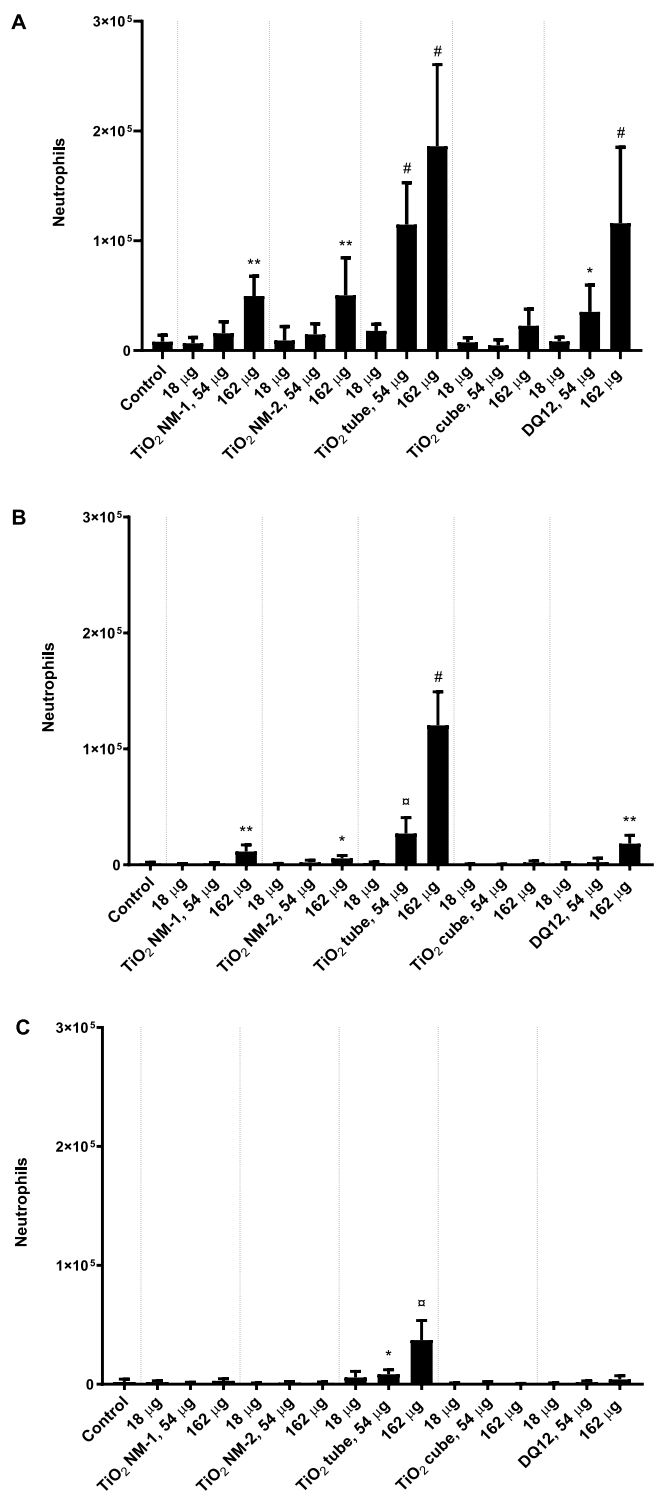 A
Neutrophils
3×10⁵
2×10⁵
1×10⁵
0
** ** # # * #
Control
18 µg
TiO₂ NM-1, 54 µg
162 µg
18 µg
TiO₂ NM-2, 54 µg
162 µg
18 µg
TiO₂ tube, 54 µg
162 µg
18 µg
TiO₂ cube, 54 µg
162 µg
18 µg
DQ12, 54 µg
162 µg
B
Neutrophils
3×10⁵
2×10⁵
1×10⁵
0
** * ¤ # **
Control
18 µg
TiO₂ NM-1, 54 µg
162 µg
18 µg
TiO₂ NM-2, 54 µg
162 µg
18 µg
TiO₂ tube, 54 µg
162 µg
18 µg
TiO₂ cube, 54 µg
162 µg
18 µg
DQ12, 54 µg
162 µg
C
Neutrophils
3×10⁵
2×10⁵
1×10⁵
0
* ¤
Control
18 µg
TiO₂ NM-1, 54 µg
162 µg
18 µg
TiO₂ NM-2, 54 µg
162 µg
18 µg
TiO₂ tube, 54 µg
162 µg
18 µg
TiO₂ cube, 54 µg
162 µg
18 µg
DQ12, 54 µg
162 µg